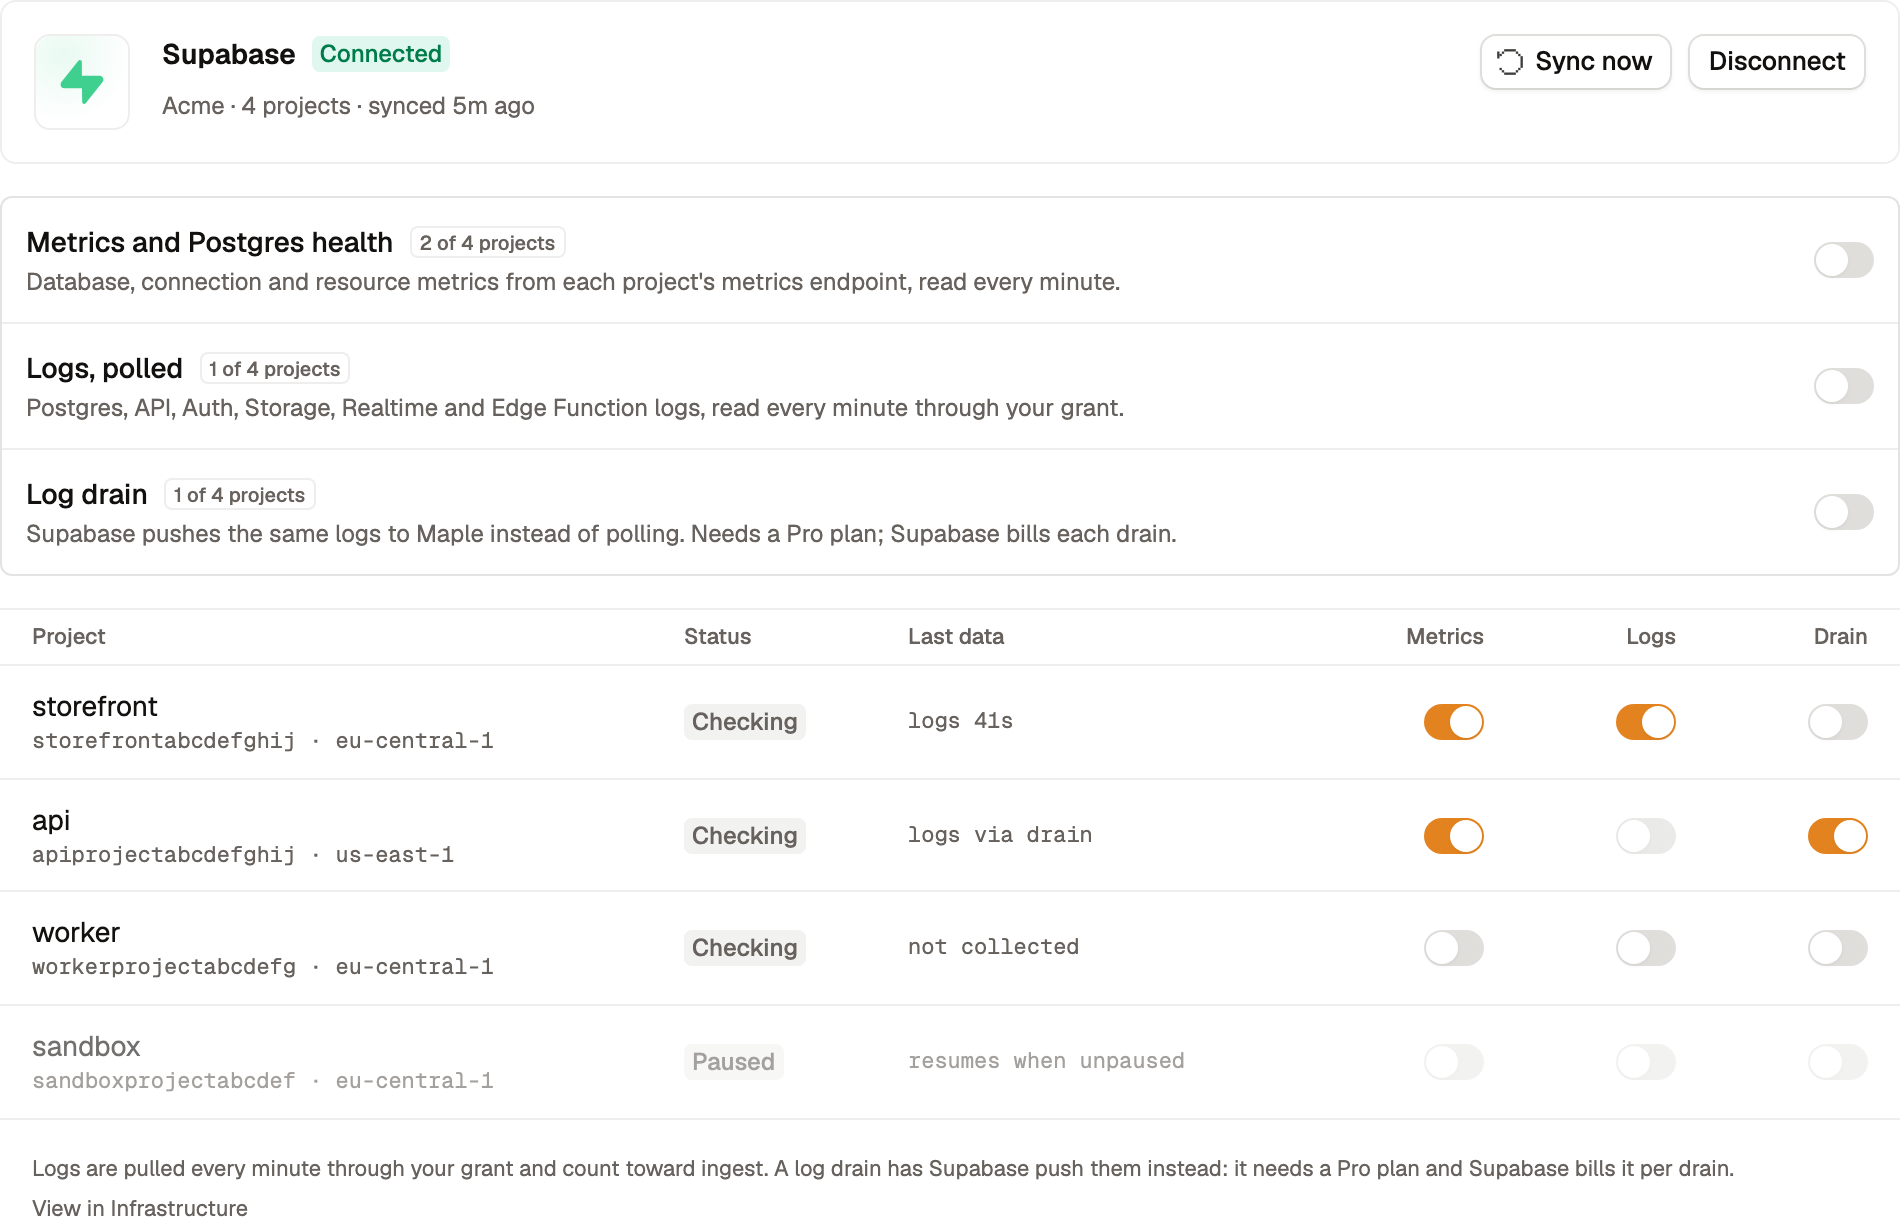 Supabase Connected
Acme · 4 projects · synced 5m ago
Sync now
Disconnect
Metrics and Postgres health 2 of 4 projects
Database, connection and resource metrics from each project's metrics endpoint, read every minute.
Logs, polled 1 of 4 projects
Postgres, API, Auth, Storage, Realtime and Edge Function logs, read every minute through your grant.
Log drain 1 of 4 projects
Supabase pushes the same logs to Maple instead of polling. Needs a Pro plan; Supabase bills each drain.
Project Status Last data Metrics Logs Drain
storefront
storefrontabcdefghij · eu-central-1
Checking
logs 41s
api
apiprojectabcdefghij · us-east-1
Checking
logs via drain
worker
workerprojectabcdefg · eu-central-1
Checking
not collected
sandbox
sandboxprojectabcdef · eu-central-1
Paused
resumes when unpaused
Logs are pulled every minute through your grant and count toward ingest. A log drain has Supabase push them instead: it needs a Pro plan and Supabase bills it per drain.
View in Infrastructure